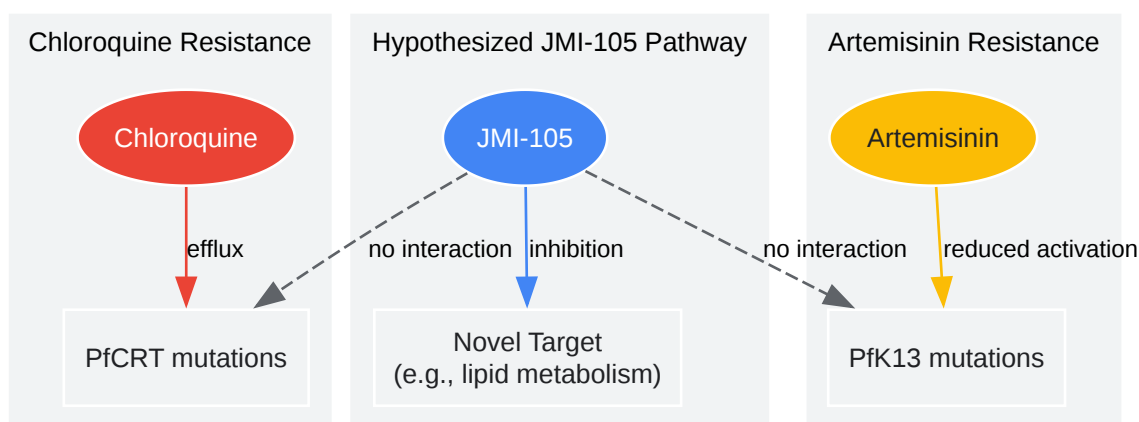 Chloroquine Resistance
Hypothesized JMI-105 Pathway
Artemisinin Resistance
Chloroquine
JMI-105
Artemisinin
efflux
no interaction
inhibition
no interaction
reduced activation
PfCRT mutations
Novel Target
(e.g., lipid metabolism)
PfK13 mutations